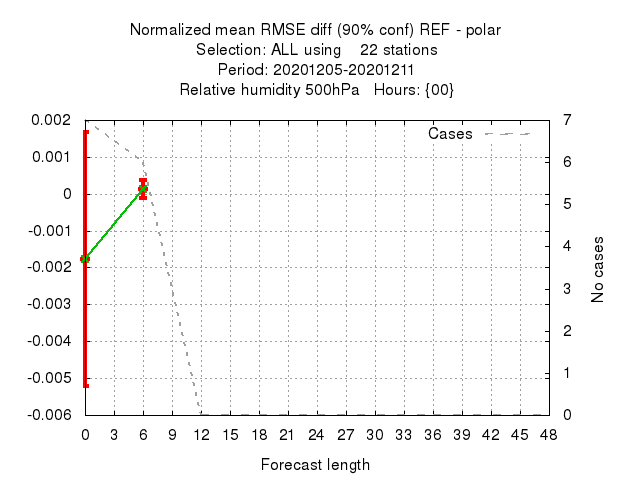 Normalized mean RMSE diff (90% conf) REF - polar
Selection: ALL using    22 stations
Period: 20201205-20201211
Relative humidity 500hPa   Hours: {00}
Cases
0.002
0.001
0
-0.001
-0.002
-0.003
-0.004
-0.005
-0.006
7
6
5
4
3
2
1
0
No cases
0 3 6 9 12 15 18 21 24 27 30 33 36 39 42 45 48
Forecast length